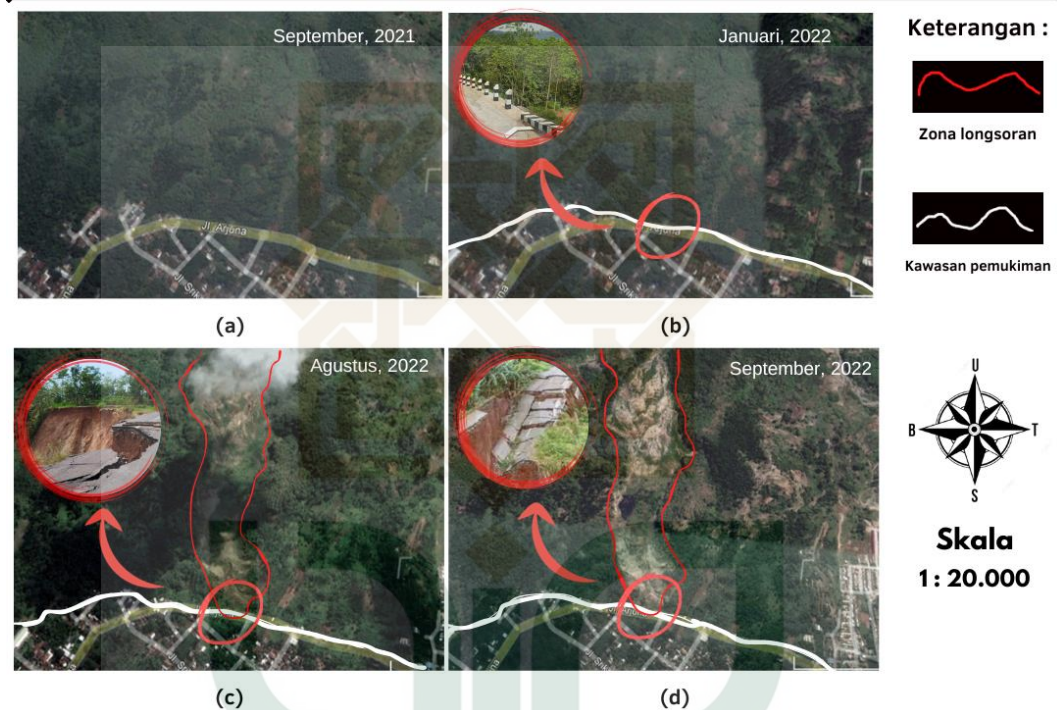 September, 2021
Jl Arjuna
(a)
Januari, 2022
(b)
Agustus, 2022
(c)
September, 2022
Jl Arjuna
(d)
Keterangan :
Zona longsoran
Kawasan pemukiman
U
B
T
S
Skala
1 : 20.000